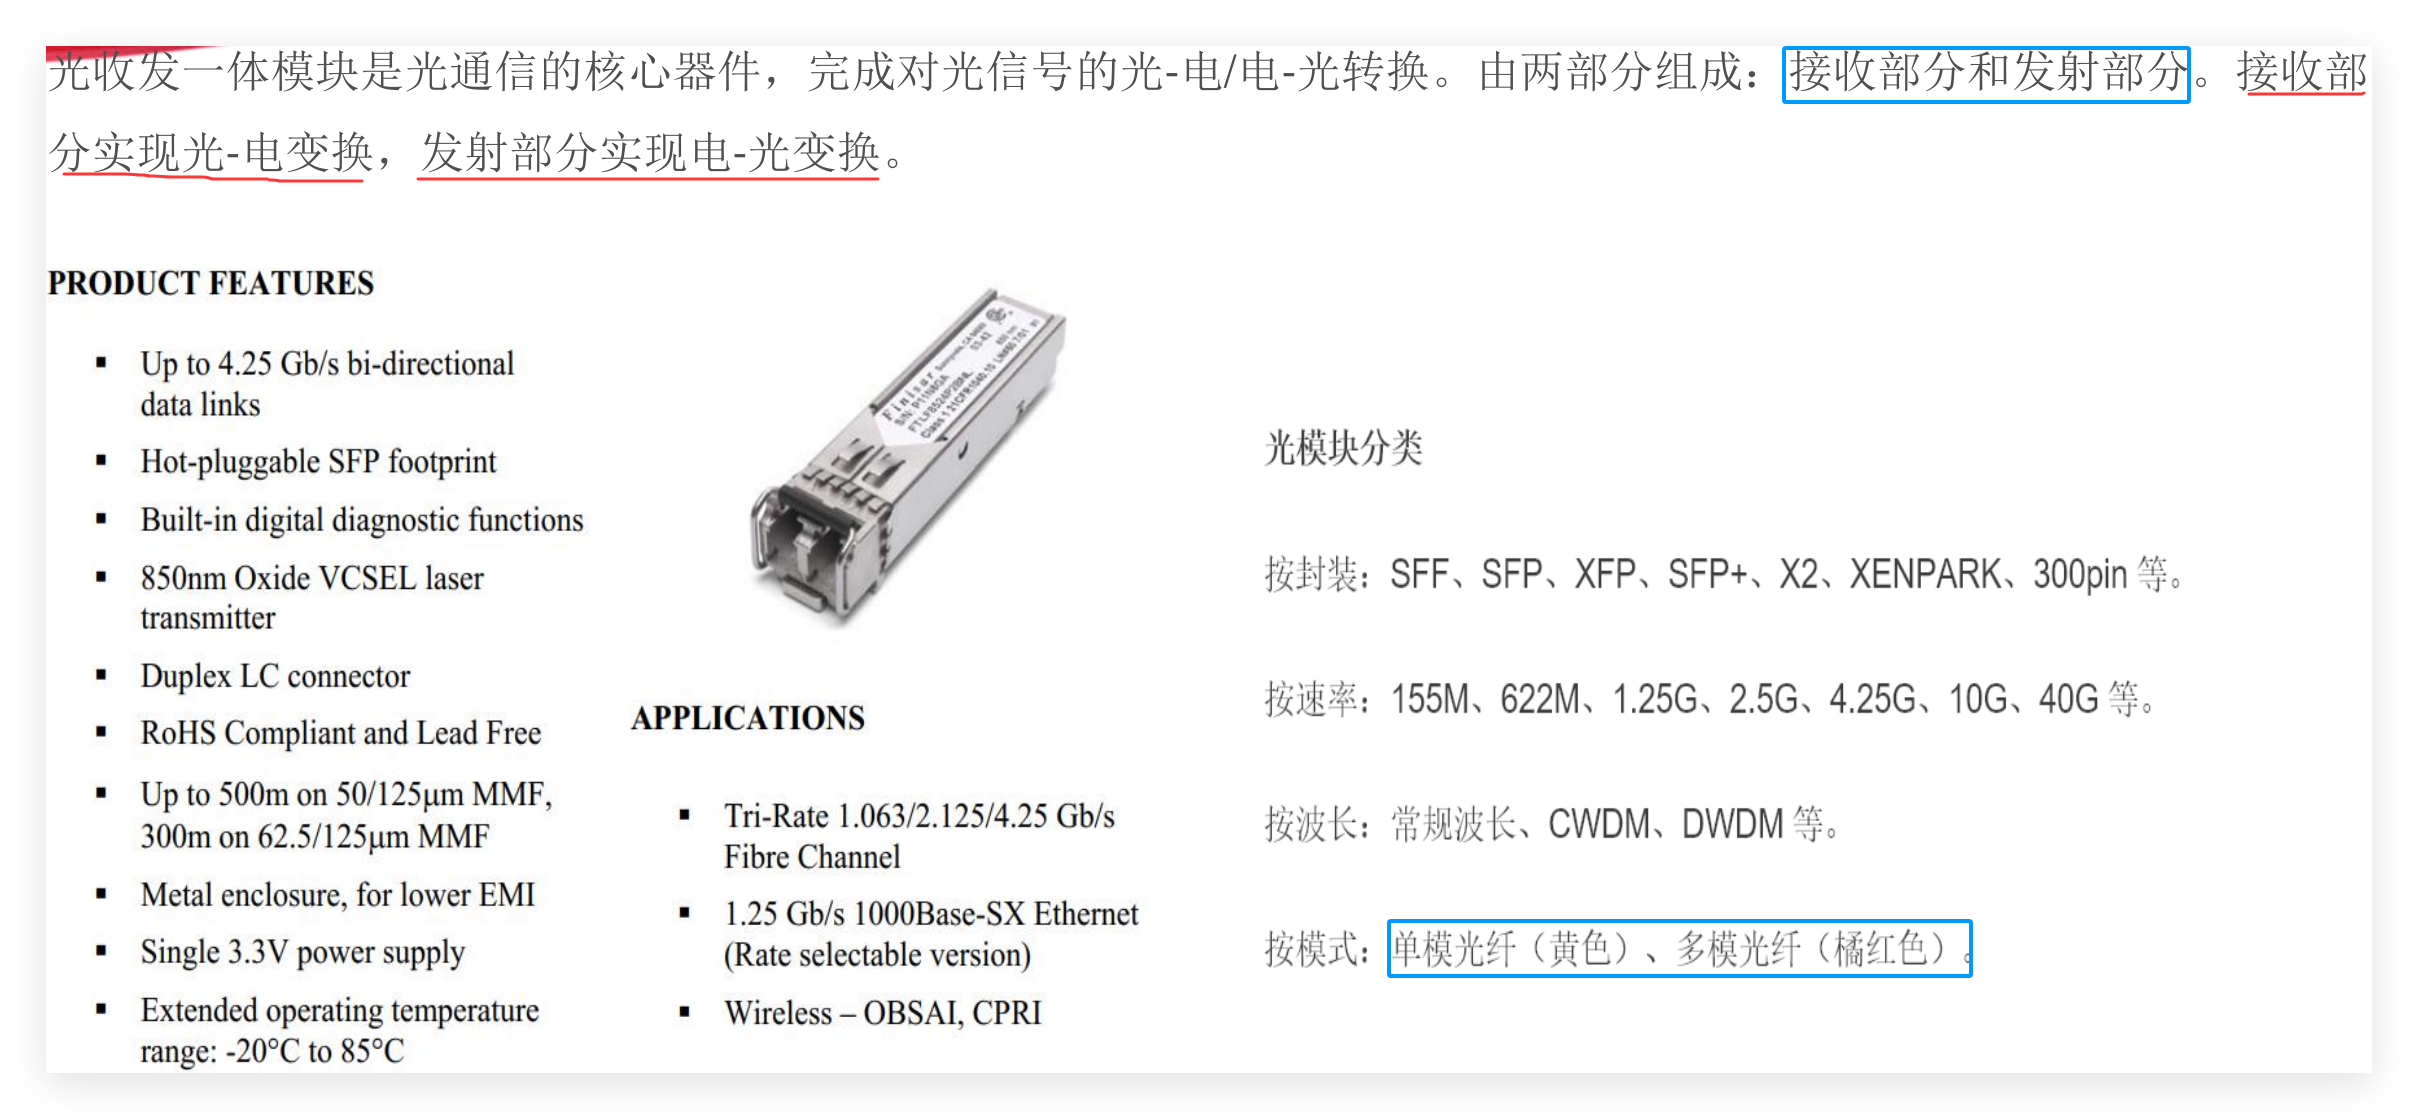 光收发一体模块是光通信的核心器件，完成对光信号的光-电/电-光转换。由两部分组成：接收部分和发射部分。接收部
分实现光-电变换，发射部分实现电-光变换。
PRODUCT FEATURES
▪ Up to 4.25 Gb/s bi-directional
data links
▪ Hot-pluggable SFP footprint
▪ Built-in digital diagnostic functions
▪ 850nm Oxide VCSEL laser
transmitter
▪ Duplex LC connector
▪ RoHS Compliant and Lead Free
▪ Up to 500m on 50/125μm MMF,
300m on 62.5/125μm MMF
▪ Metal enclosure, for lower EMI
▪ Single 3.3V power supply
▪ Extended operating temperature
range: -20°C to 85°C
Finisar
FTLF8524P2BNL
APPLICATIONS
▪ Tri-Rate 1.063/2.125/4.25 Gb/s
Fibre Channel
▪ 1.25 Gb/s 1000Base-SX Ethernet
(Rate selectable version)
▪ Wireless – OBSAI, CPRI
光模块分类
按封装：SFF、SFP、XFP、SFP+、X2、XENPARK、300pin 等。
按速率：155M、622M、1.25G、2.5G、4.25G、10G、40G 等。
按波长：常规波长、CWDM、DWDM 等。
按模式：单模光纤（黄色）、多模光纤（橘红色）。